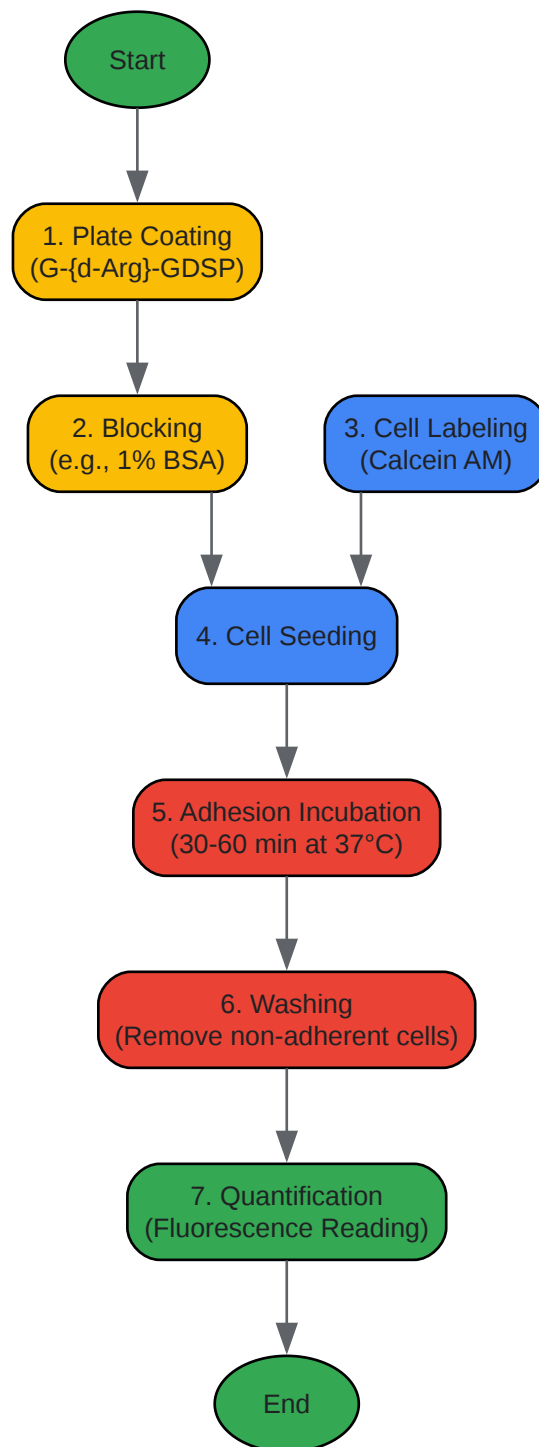 Start
1. Plate Coating
(G-{d-Arg}-GDSP)
2. Blocking
(e.g., 1% BSA)
3. Cell Labeling
(Calcein AM)
4. Cell Seeding
5. Adhesion Incubation
(30-60 min at 37°C)
6. Washing
(Remove non-adherent cells)
7. Quantification
(Fluorescence Reading)
End